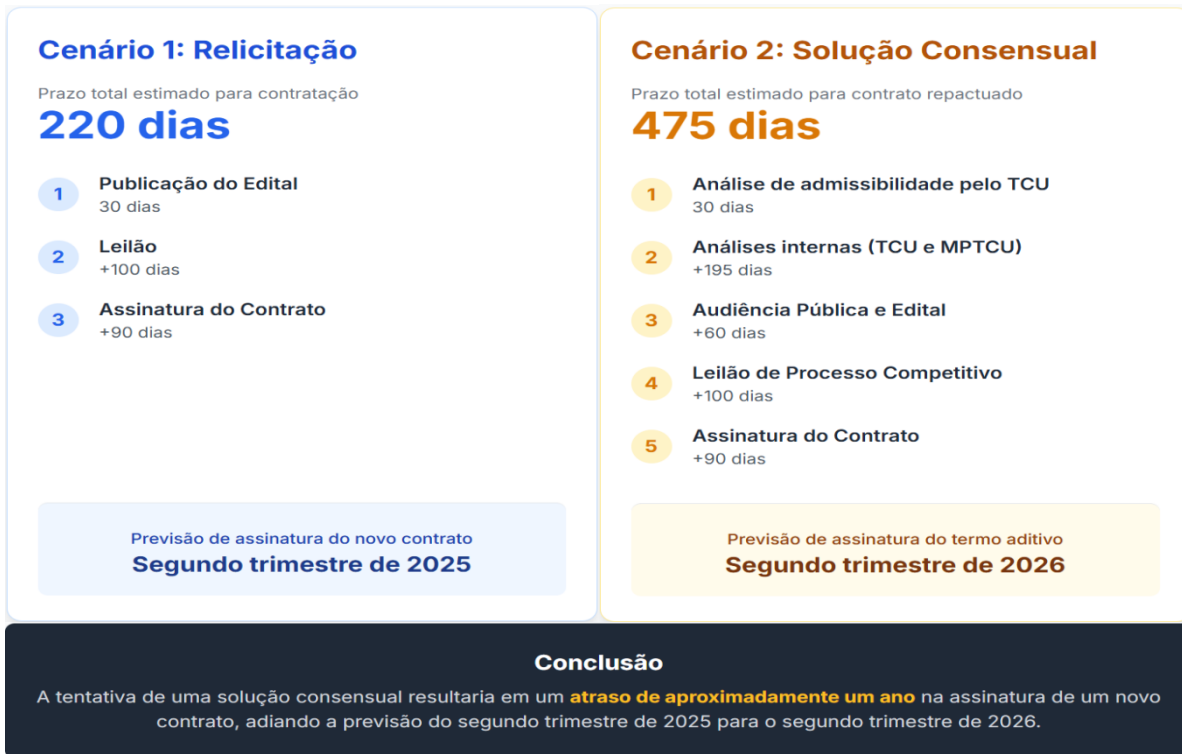 Cenário 1: Relicitação
Prazo total estimado para contratação
220 dias
1
Publicação do Edital
30 dias
2
Leilão
+100 dias
3
Assinatura do Contrato
+90 dias
Previsão de assinatura do novo contrato
Segundo trimestre de 2025
Cenário 2: Solução Consensual
Prazo total estimado para contrato repactuado
475 dias
1
Análise de admissibilidade pelo TCU
30 dias
2
Análises internas (TCU e MPTCU)
+195 dias
3
Audiência Pública e Edital
+60 dias
4
Leilão de Processo Competitivo
+100 dias
5
Assinatura do Contrato
+90 dias
Previsão de assinatura do termo aditivo
Segundo trimestre de 2026
Conclusão
A tentativa de uma solução consensual resultaria em um atraso de aproximadamente um ano na assinatura de um novo
contrato, adiando a previsão do segundo trimestre de 2025 para o segundo trimestre de 2026.